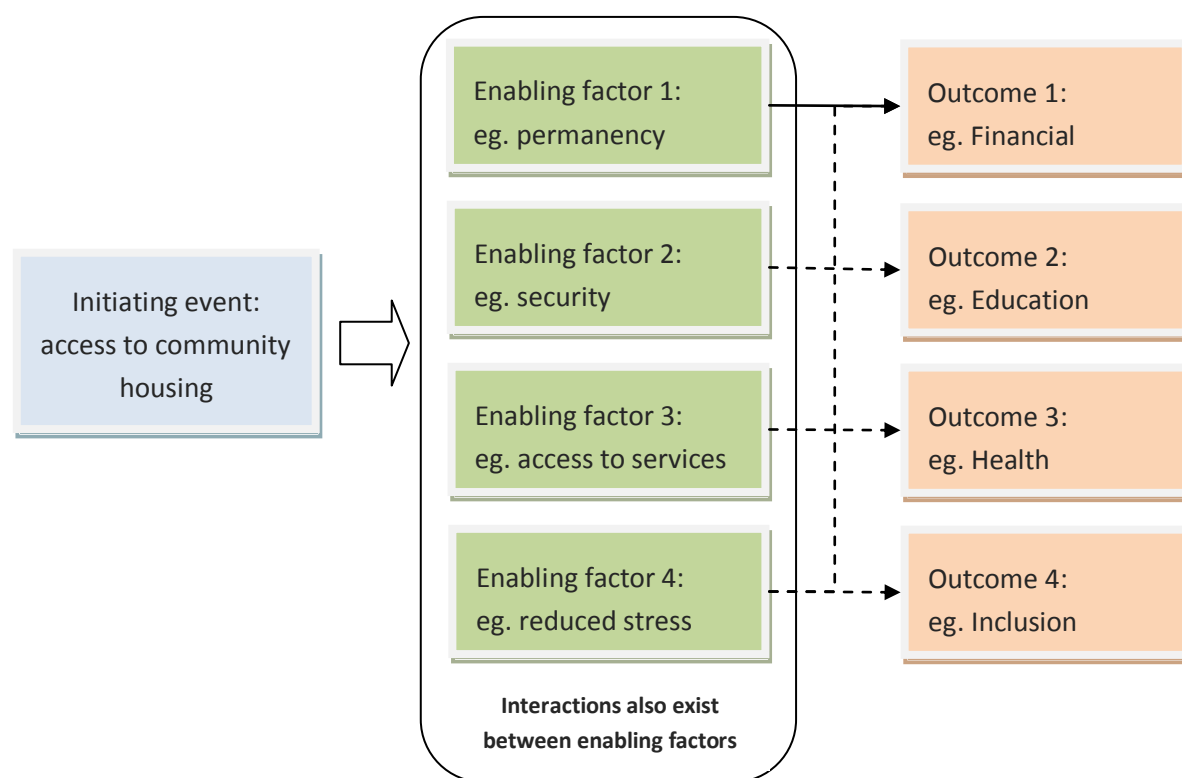 Initiating event:
access to community
housing
Enabling factor 1:
eg. permanency
Enabling factor 2:
eg. security
Enabling factor 3:
eg. access to services
Enabling factor 4:
eg. reduced stress
Interactions also exist
between enabling factors
Outcome 1:
eg. Financial
Outcome 2:
eg. Education
Outcome 3:
eg. Health
Outcome 4:
eg. Inclusion